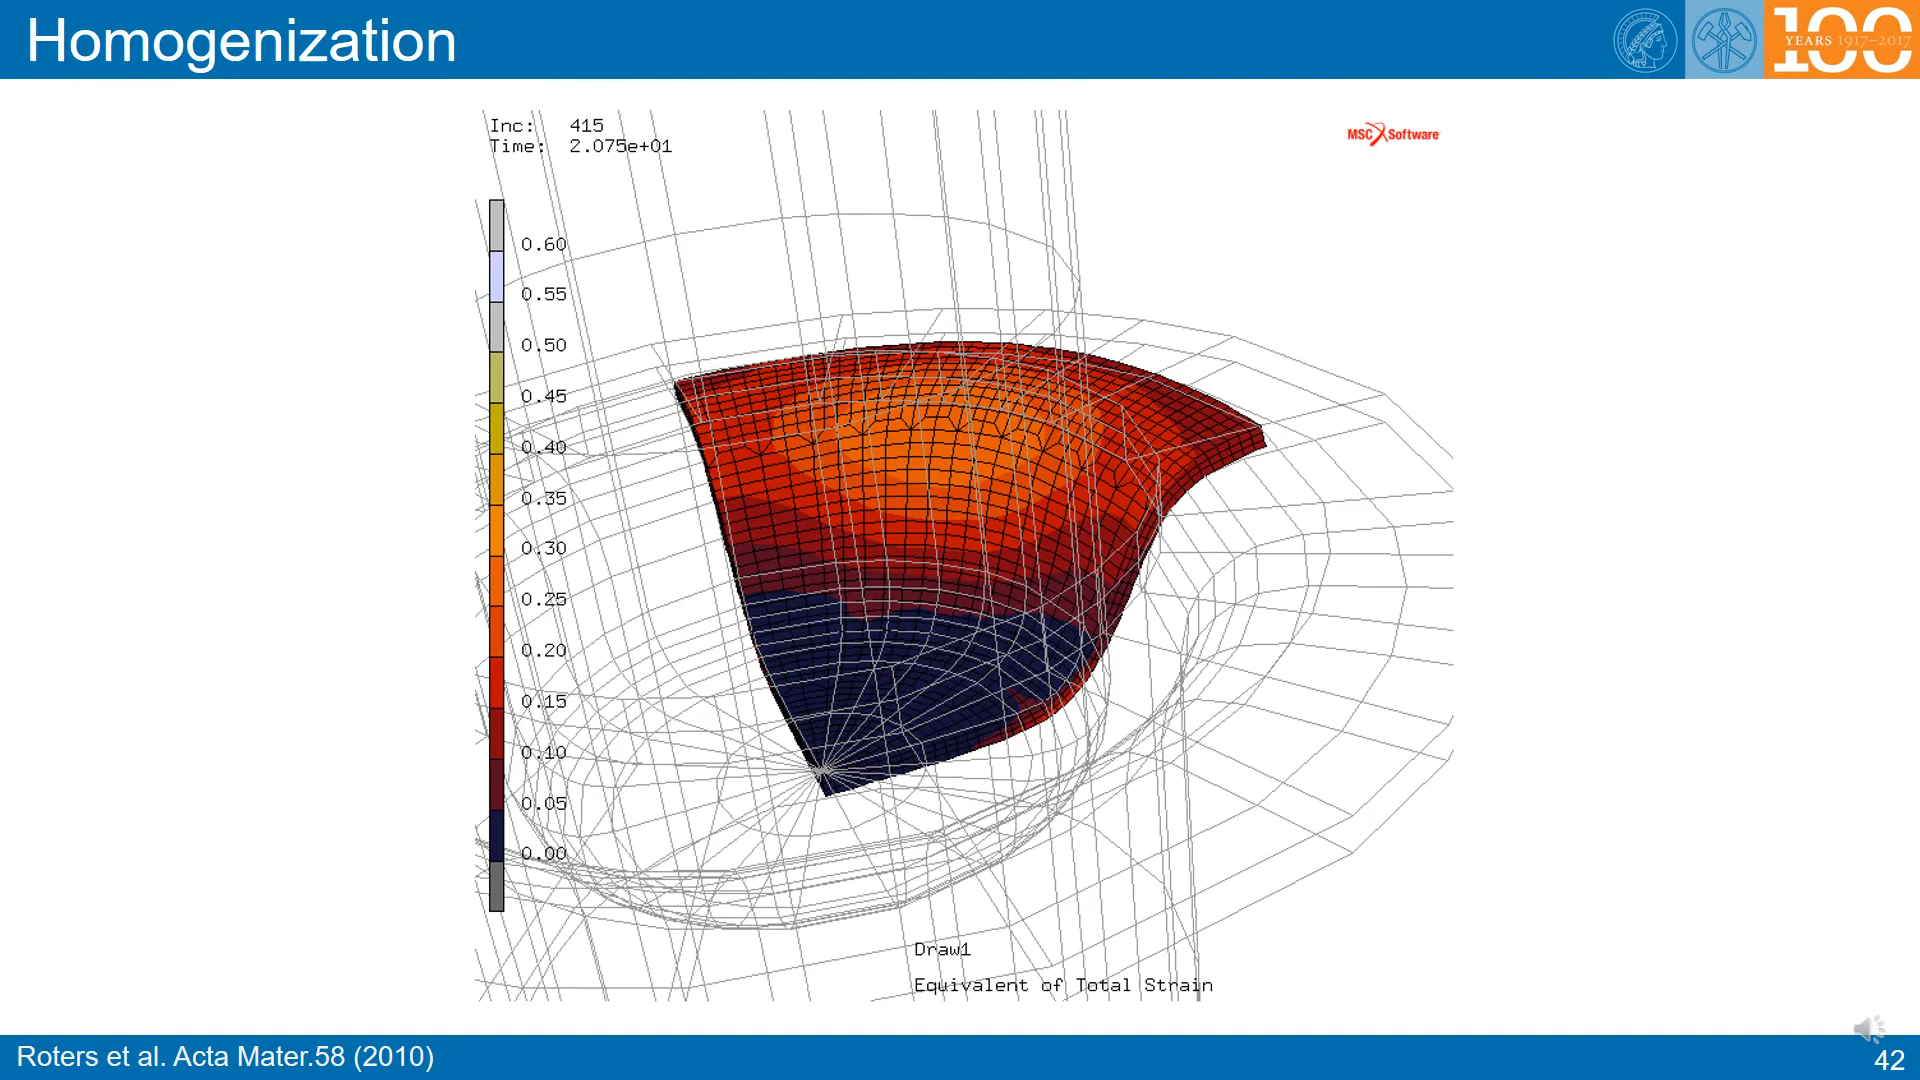 Homogenization
100
YEARS 1917–2017
Inc: 415
Time: 2.075e+01
MSC Software
0.60
0.55
0.50
0.45
0.40
0.35
0.30
0.25
0.20
0.15
0.10
0.05
0.00
Draw1
Equivalent of Total Strain
Roters et al. Acta Mater.58 (2010)
42